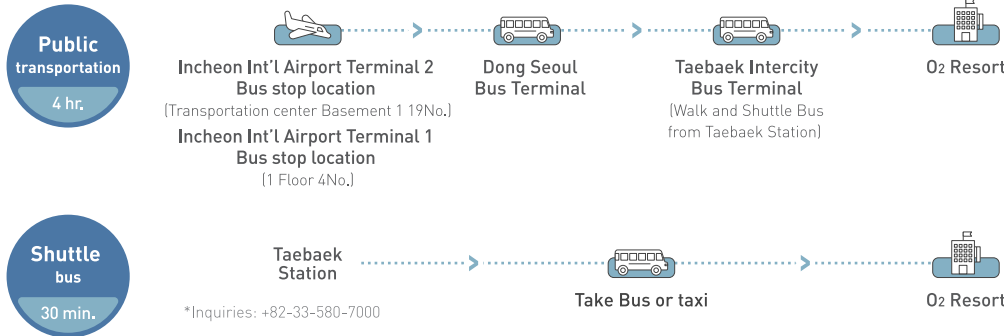 Public
transportation
4 hr.
Incheon Int'l Airport Terminal 2
Bus stop location
(Transportation center Basement 1 19No.)
Incheon Int'l Airport Terminal 1
Bus stop location
(1 Floor 4No.)
Dong Seoul
Bus Terminal
Taebaek Intercity
Bus Terminal
(Walk and Shuttle Bus
from Taebaek Station)
O2 Resort
Shuttle
bus
30 min.
Taebaek
Station
*Inquiries: +82-33-580-7000
Take Bus or taxi
O2 Resort